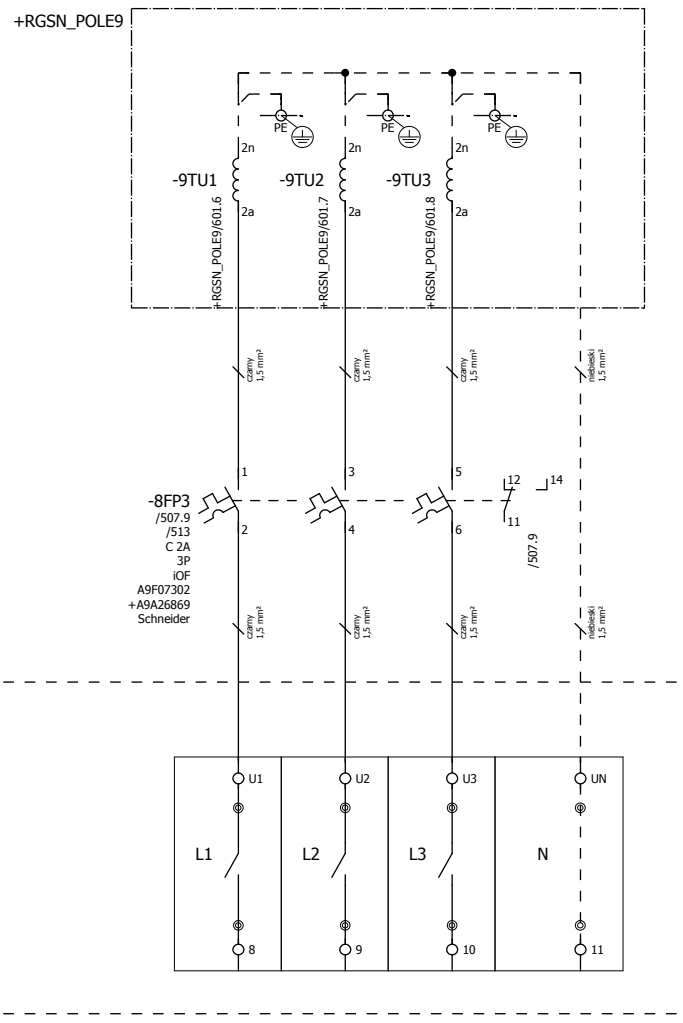 +RGSN_POLE9
PE
PE
PE
2n
2n
2n
-9TU1
-9TU2
-9TU3
2a
2a
2a
+RGSN_POLE9/601.6
+RGSN_POLE9/601.7
+RGSN_POLE9/601.8
czarny
1,5 mm²
czarny
1,5 mm²
czarny
1,5 mm²
niebieski
1,5 mm²
1
3
5
12
14
-8FP3
/507.9
/513
C 2A
3P
iOF
A9F07302
+A9A26869
Schneider
2
4
6
11
/507.9
czarny
1,5 mm²
czarny
1,5 mm²
czarny
1,5 mm²
niebieski
1,5 mm²
U1
U2
U3
UN
L1
L2
L3
N
8
9
10
11